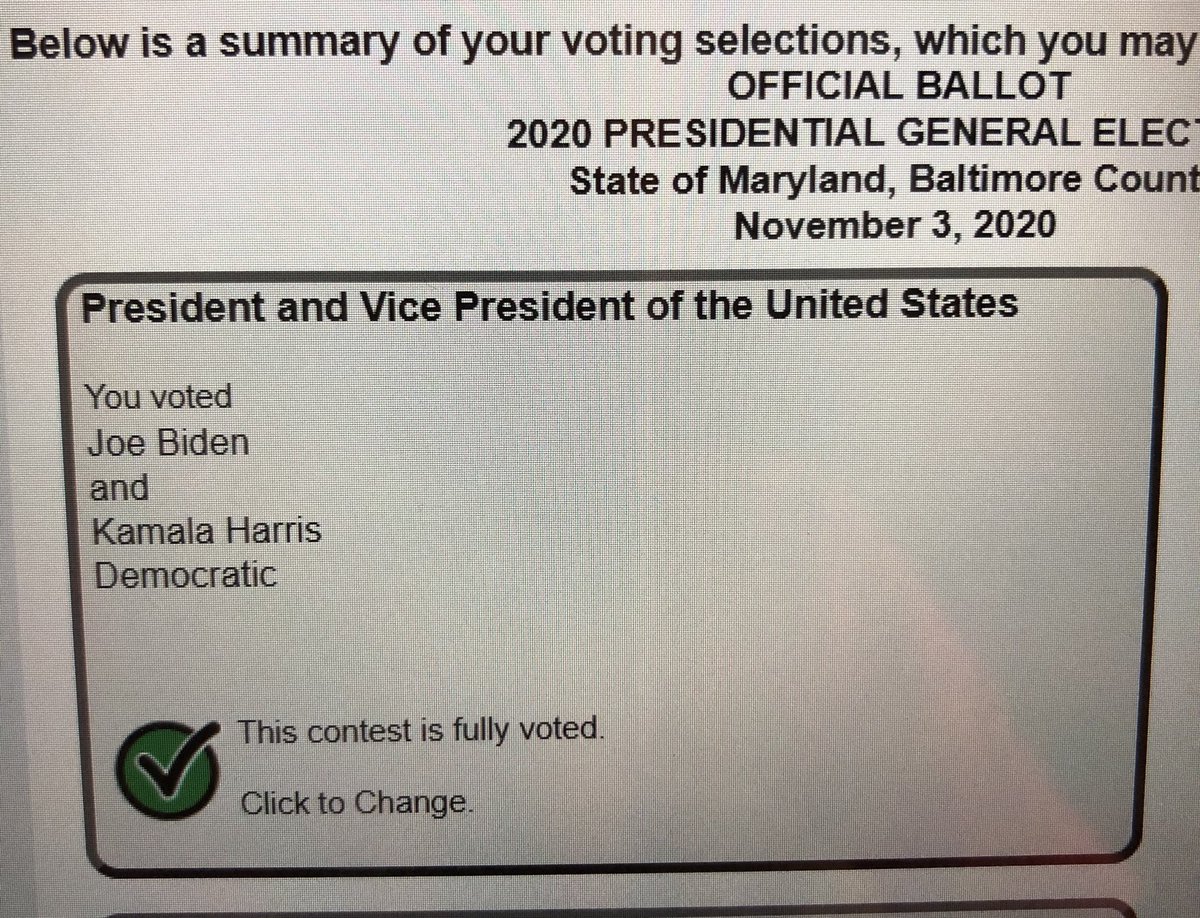 Below is a summary of your voting selections, which you may
OFFICIAL BALLOT
2020 PRESIDENTIAL GENERAL ELECT
State of Maryland, Baltimore Count
November 3, 2020
President and Vice President of the United States
You voted
Joe Biden
and
Kamala Harris
Democratic
This contest is fully voted.
Click to Change.